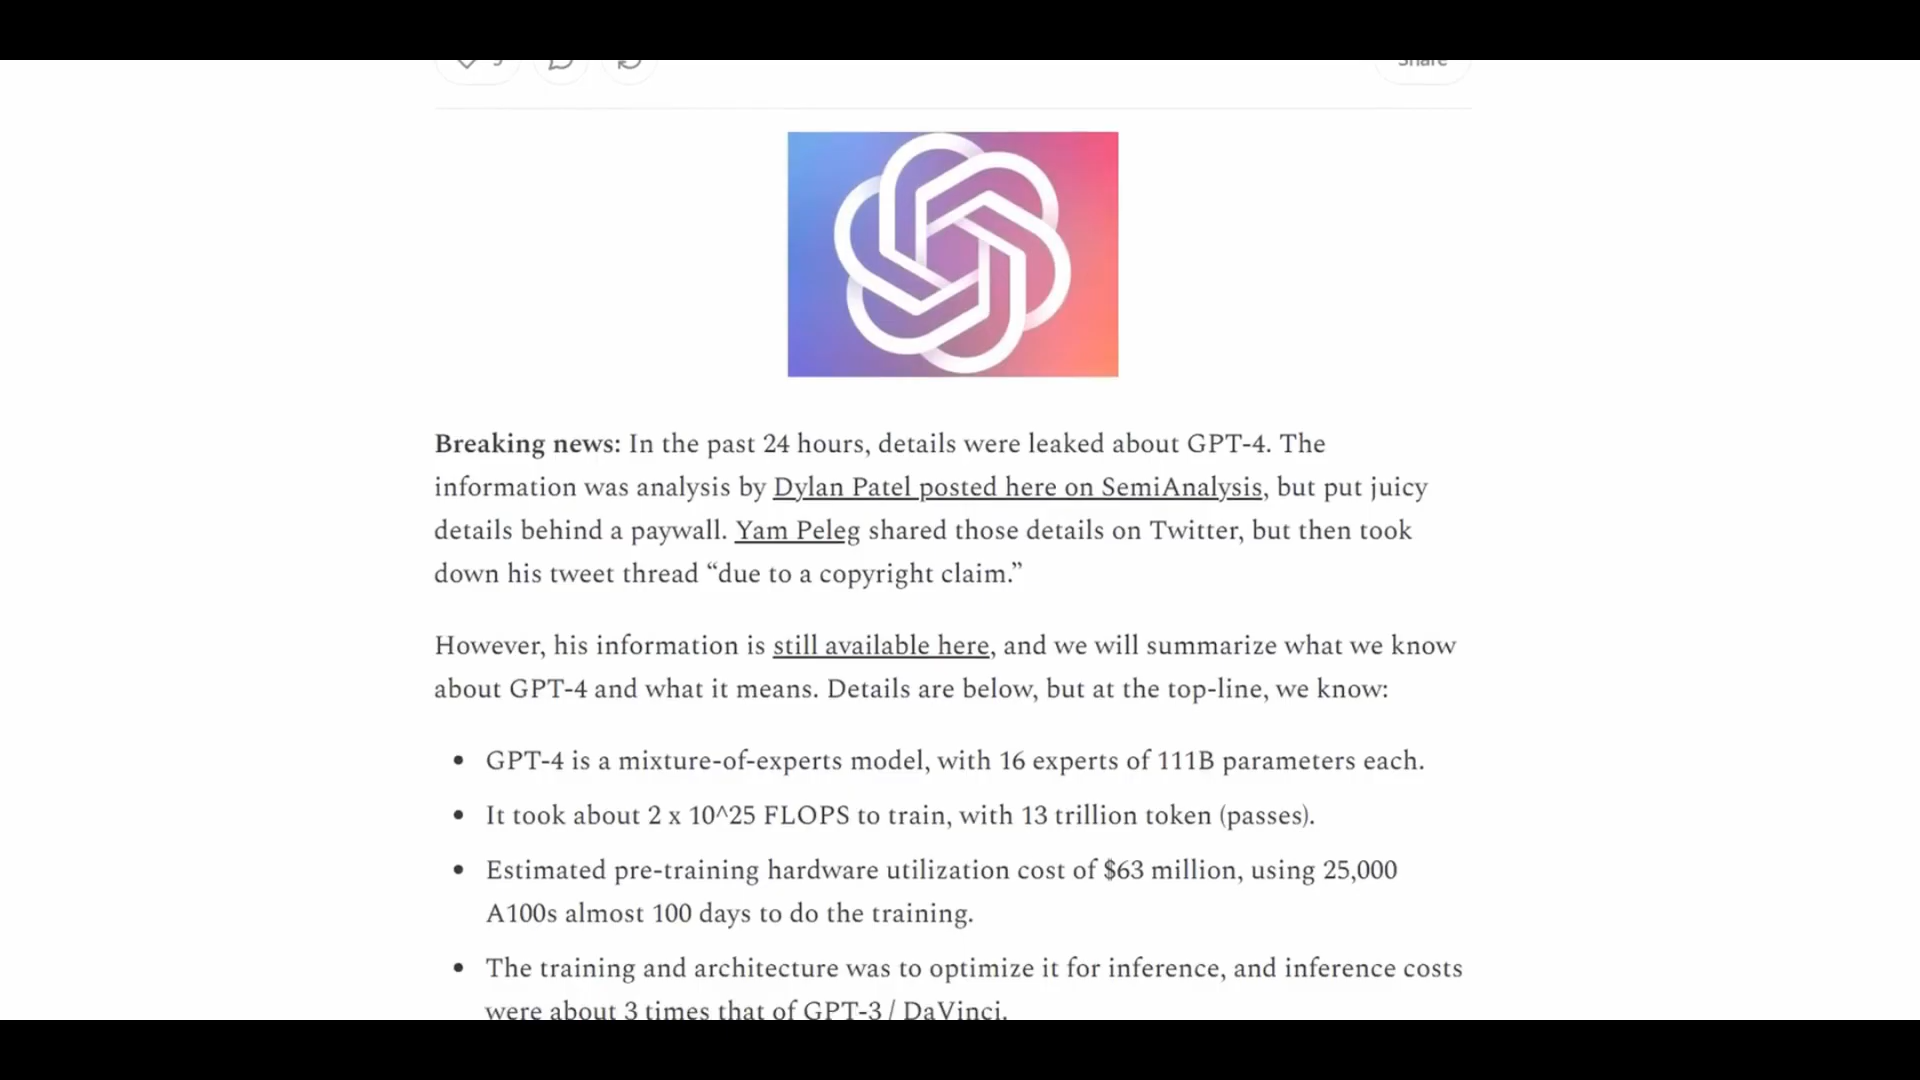 Share
Breaking news: In the past 24 hours, details were leaked about GPT-4. The
information was analysis by Dylan Patel posted here on SemiAnalysis, but put juicy
details behind a paywall. Yam Peleg shared those details on Twitter, but then took
down his tweet thread “due to a copyright claim.”
However, his information is still available here, and we will summarize what we know
about GPT-4 and what it means. Details are below, but at the top-line, we know:
• GPT-4 is a mixture-of-experts model, with 16 experts of 111B parameters each.
• It took about 2 x 10^25 FLOPS to train, with 13 trillion token (passes).
• Estimated pre-training hardware utilization cost of $63 million, using 25,000
A100s almost 100 days to do the training.
• The training and architecture was to optimize it for inference, and inference costs
were about 3 times that of GPT-3 / DaVinci.